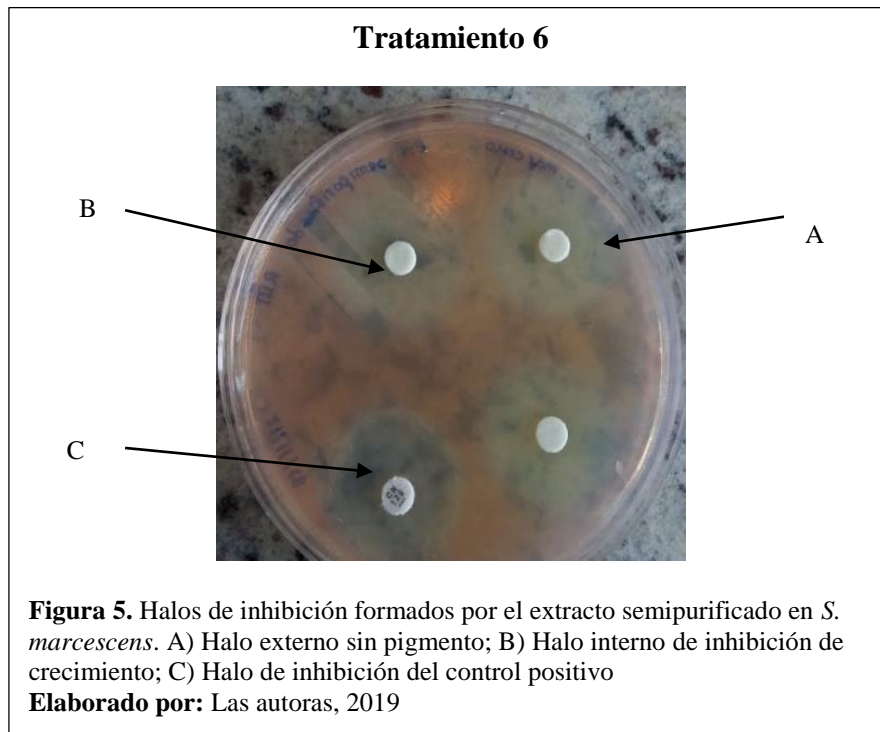 Tratamiento 6
B
A
C
Figura 5. Halos de inhibición formados por el extracto semipurificado en S.
marcescens. A) Halo externo sin pigmento; B) Halo interno de inhibición de
crecimiento; C) Halo de inhibición del control positivo
Elaborado por: Las autoras, 2019